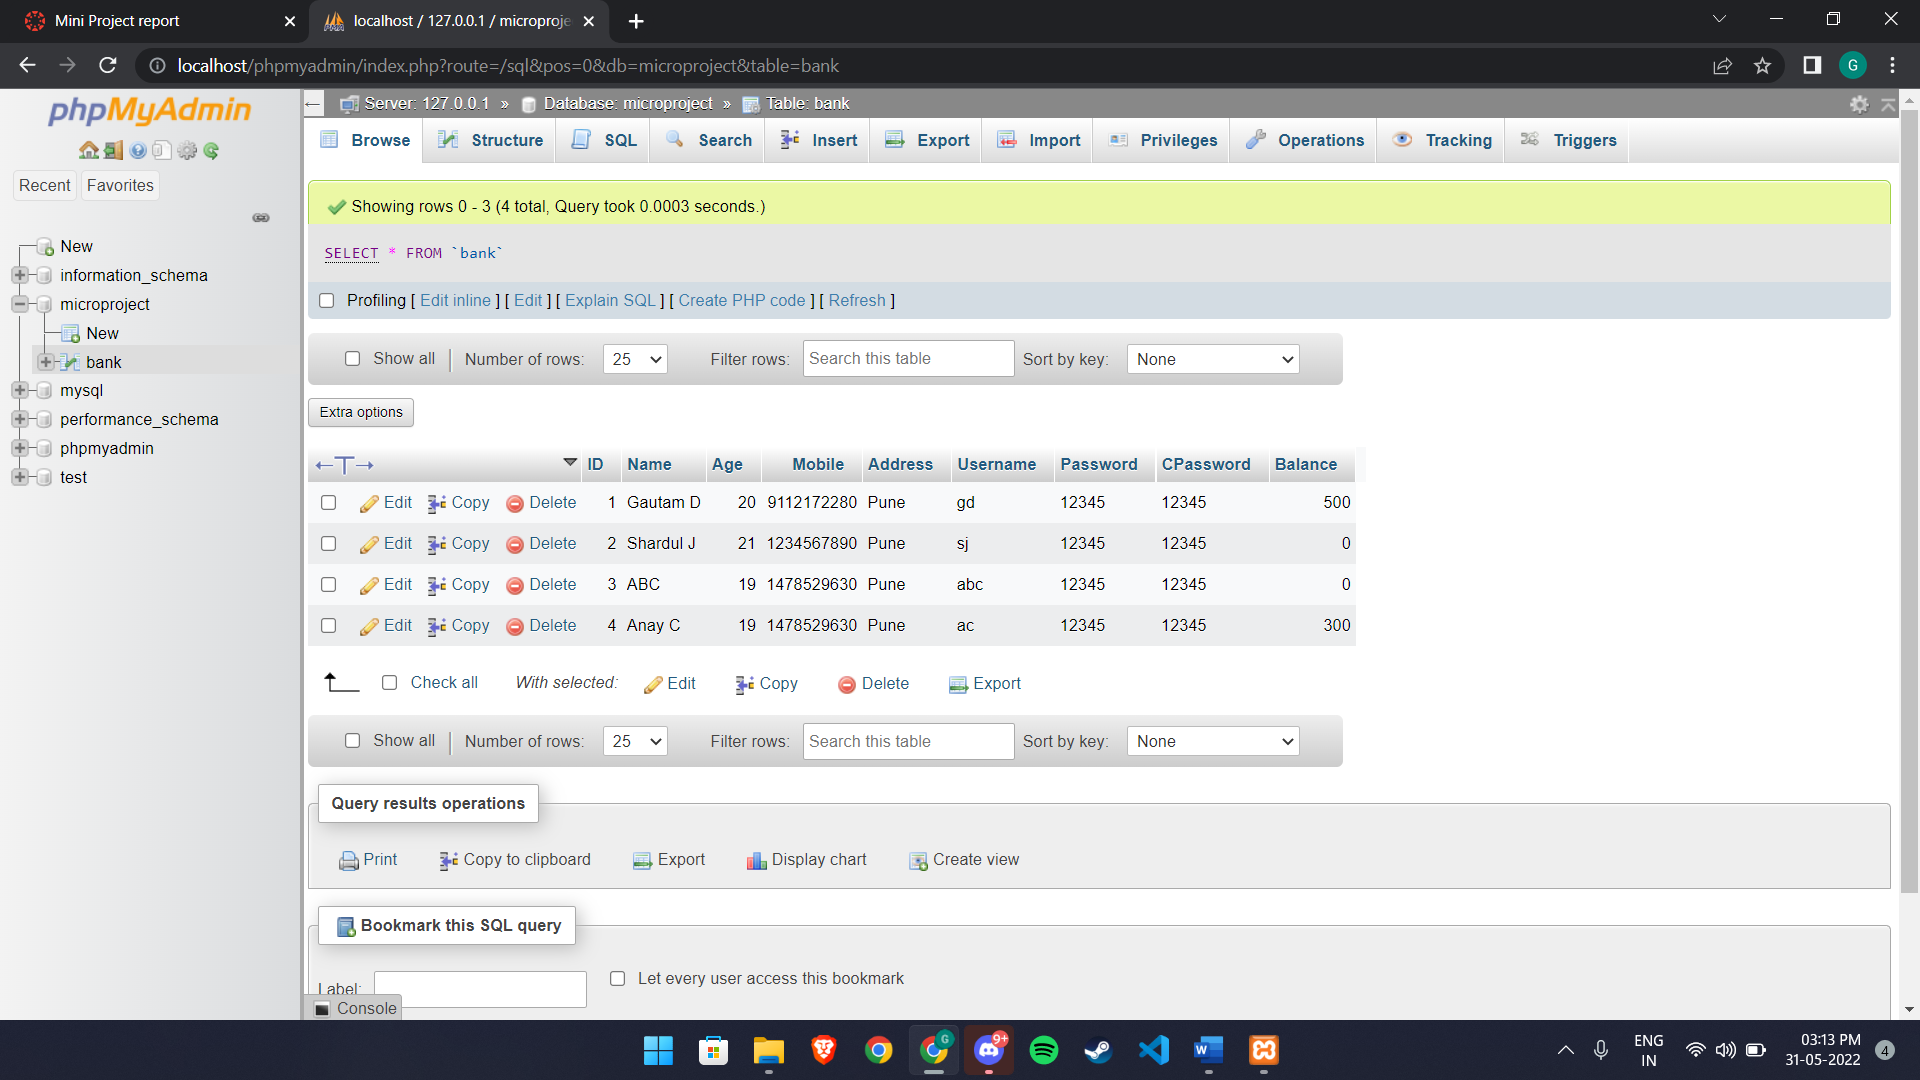 Mini Project report
localhost / 127.0.0.1 / microproje
localhost/phpmyadmin/index.php?route=/sql&pos=0&db=microproject&table=bank
G
phpMyAdmin
Recent Favorites
New
information_schema
microproject
New
bank
mysql
performance_schema
phpmyadmin
test
Server: 127.0.0.1 » Database: microproject » Table: bank
Browse Structure SQL Search Insert Export Import Privileges Operations Tracking Triggers
Showing rows 0 - 3 (4 total, Query took 0.0003 seconds.)
SELECT * FROM `bank`
Profiling [ Edit inline ] [ Edit ] [ Explain SQL ] [ Create PHP code ] [ Refresh ]
Show all Number of rows: 25 Filter rows: Search this table Sort by key: None
Extra options
ID Name Age Mobile Address Username Password CPassword Balance
Edit Copy Delete 1 Gautam D 20 9112172280 Pune gd 12345 12345 500
Edit Copy Delete 2 Shardul J 21 1234567890 Pune sj 12345 12345 0
Edit Copy Delete 3 ABC 19 1478529630 Pune abc 12345 12345 0
Edit Copy Delete 4 Anay C 19 1478529630 Pune ac 12345 12345 300
Check all With selected: Edit Copy Delete Export
Show all Number of rows: 25 Filter rows: Search this table Sort by key: None
Query results operations
Print Copy to clipboard Export Display chart Create view
Bookmark this SQL query
Label: Let every user access this bookmark
Console
G 9+
ENG
IN
03:13 PM
31-05-2022
4